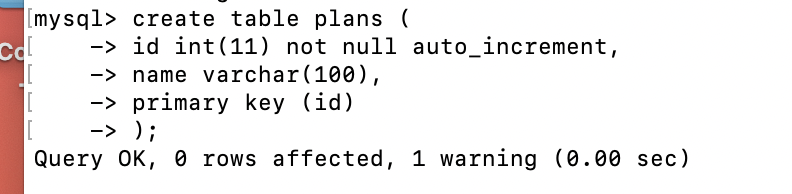 mysql> create table plans (
    -> id int(11) not null auto_increment,
    -> name varchar(100),
    -> primary key (id)
    -> );
Query OK, 0 rows affected, 1 warning (0.00 sec)
Co